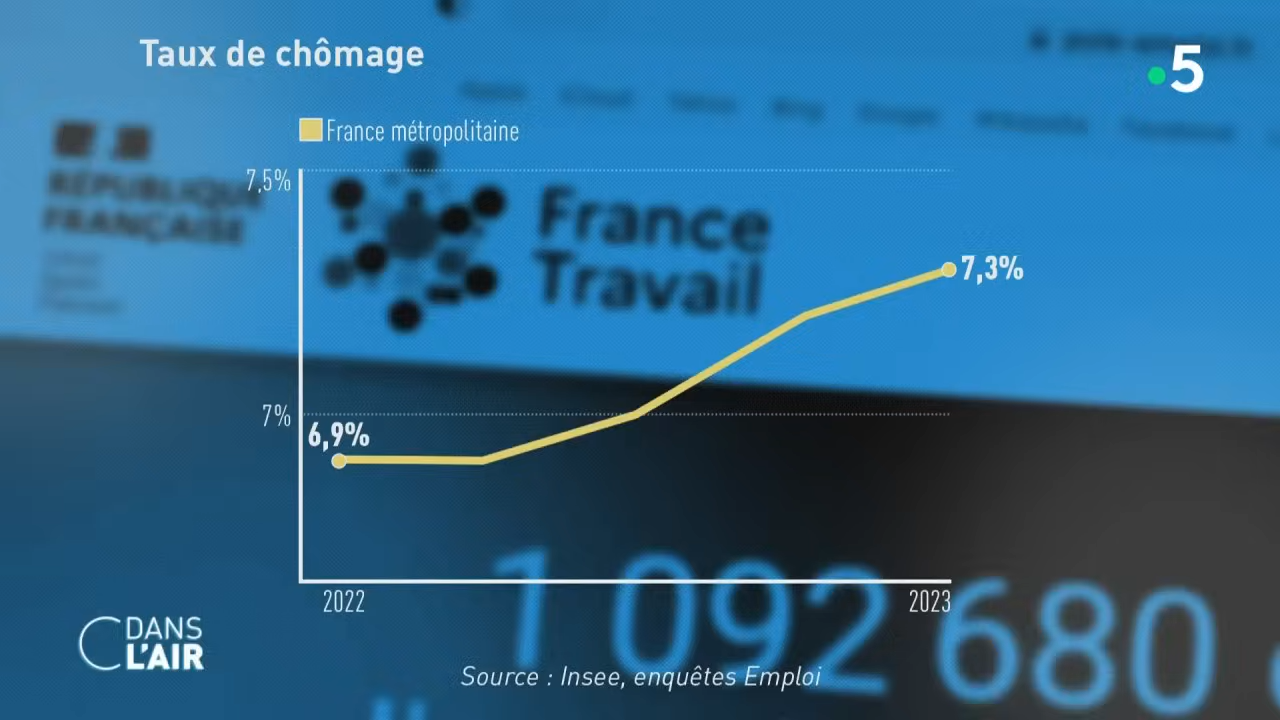 Taux de chômage
5
France métropolitaine
RÉPUBLIQUE
FRANÇAISE
7,5%
France
Travail
7,3%
7%
6,9%
2022
2023
1 092 680
C DANS
L'AIR
Source : Insee, enquêtes Emploi